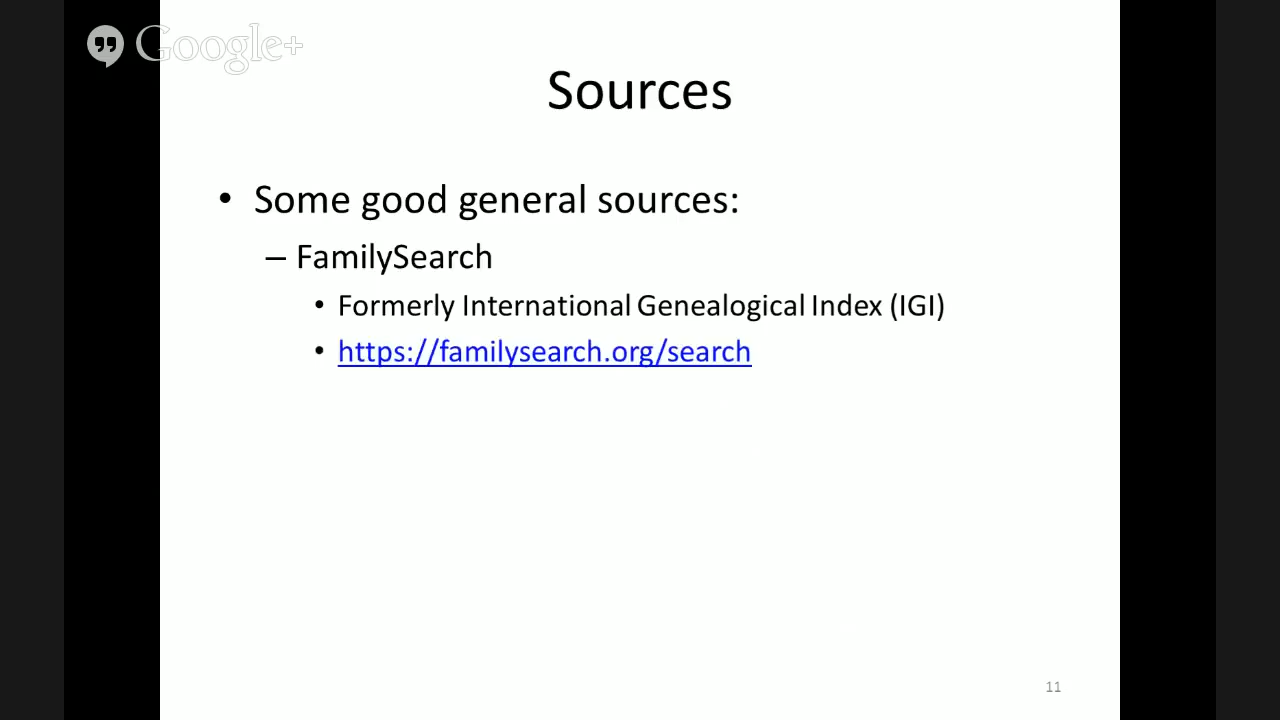 Google+
Sources
• Some good general sources:
– FamilySearch
• Formerly International Genealogical Index (IGI)
• https://familysearch.org/search
11